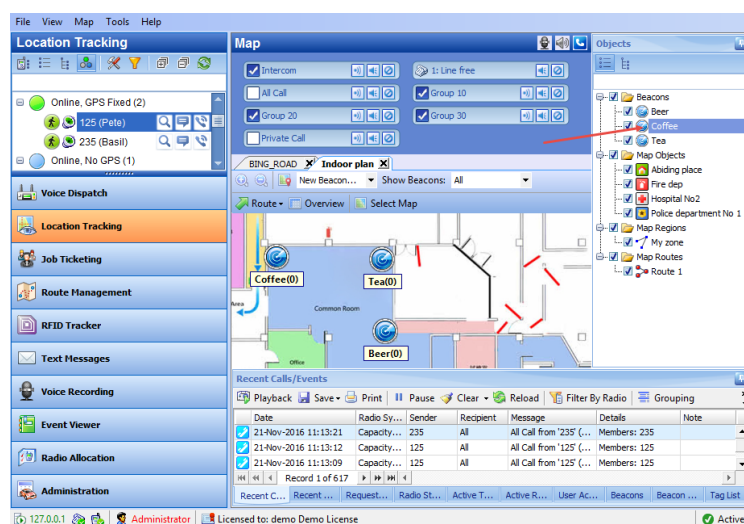 File View Map Tools Help
Location Tracking
Online, GPS Fixed (2)
125 (Pete)
235 (Basil)
Online, No GPS (1)
Voice Dispatch
Location Tracking
Job Ticketing
Route Management
RFID Tracker
Text Messages
Voice Recording
Event Viewer
Radio Allocation
Administration
Map
Intercom
1: Line free
All Call
Group 10
Group 20
Group 30
Private Call
BING_ROAD X Indoor plan X
New Beacon... Show Beacons: All
Route Overview Select Map
Coffee(0)
Tea(0)
Area
Common Room
Beer(0)
Office
Recent Calls/Events
Playback Save Print Pause Clear Reload Filter By Radio Grouping
Date Radio Sy... Sender Recipient Message Details Note
21-Nov-2016 11:13:21 Capacity... 235 All All Call from '235' (... Members: 235
21-Nov-2016 11:13:12 Capacity... 125 All All Call from '125' (... Members: 125
21-Nov-2016 11:13:09 Capacity... 125 All All Call from '125' (... Members: 125
Record 1 of 617
Recent C... Recent ... Request... Radio St... Active T... Active R... User Ac... Beacons Beacon ... Tag List
Objects
Beacons
Beer
Coffee
Tea
Map Objects
Abiding place
Fire dep
Hospital No2
Police department No 1
Map Regions
My zone
Map Routes
Route 1
127.0.0.1 Administrator Licensed to: demo Demo License Active